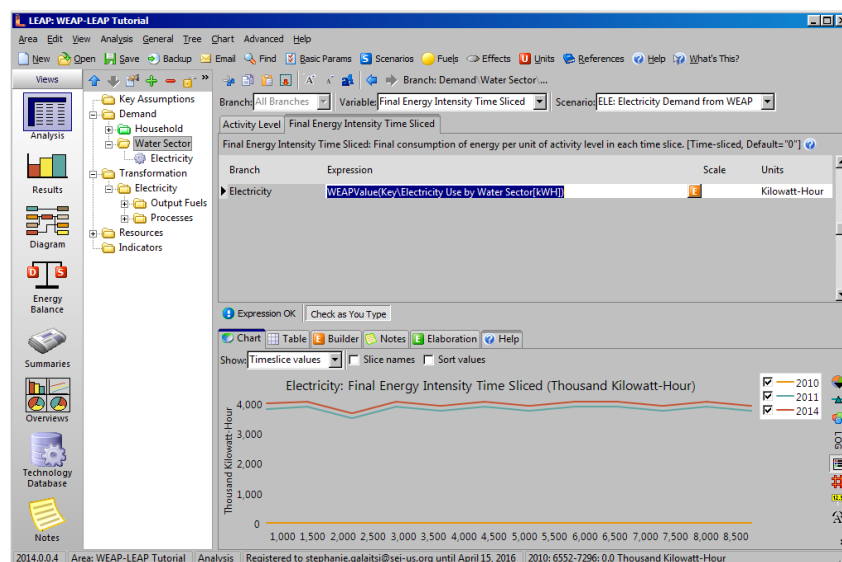 LEAP: WEAP-LEAP Tutorial
Area Edit View Analysis General Tree Chart Advanced Help
New Open Save Backup Email Find Basic Params Scenarios Fuels Effects Units References Help What's This?
Views
Branch: Demand\Water Sector\...
Branch: All Branches Variable: Final Energy Intensity Time Sliced Scenario: ELE: Electricity Demand from WEAP
Activity Level Final Energy Intensity Time Sliced
Final Energy Intensity Time Sliced: Final consumption of energy per unit of activity level in each time slice. [Time-sliced, Default="0"]
Branch Expression Scale Units
Electricity WEAPValue(Key\Electricity Use by Water Sector[kWH]) E Kilowatt-Hour
Key Assumptions
Demand
Household
Water Sector
Electricity
Transformation
Electricity
Output Fuels
Processes
Resources
Indicators
Analysis
Results
Diagram
Energy
Balance
Summaries
Overviews
Technology
Database
Notes
Expression OK Check as You Type
Chart Table Builder Notes Elaboration Help
Show: Timeslice values Slice names Sort values
Electricity: Final Energy Intensity Time Sliced (Thousand Kilowatt-Hour)
Thousand Kilowatt-Hour
4,000
3,000
2,000
1,000
0
1,000 1,500 2,000 2,500 3,000 3,500 4,000 4,500 5,000 5,500 6,000 6,500 7,000 7,500 8,000 8,500
2010
2011
2014
LOG
2014.0.0.4 Area: WEAP-LEAP Tutorial Analysis Registered to stephanie.galaitsi@sei-us.org until April 15, 2016 2010: 6552-7296: 0.0 Thousand Kilowatt-Hour